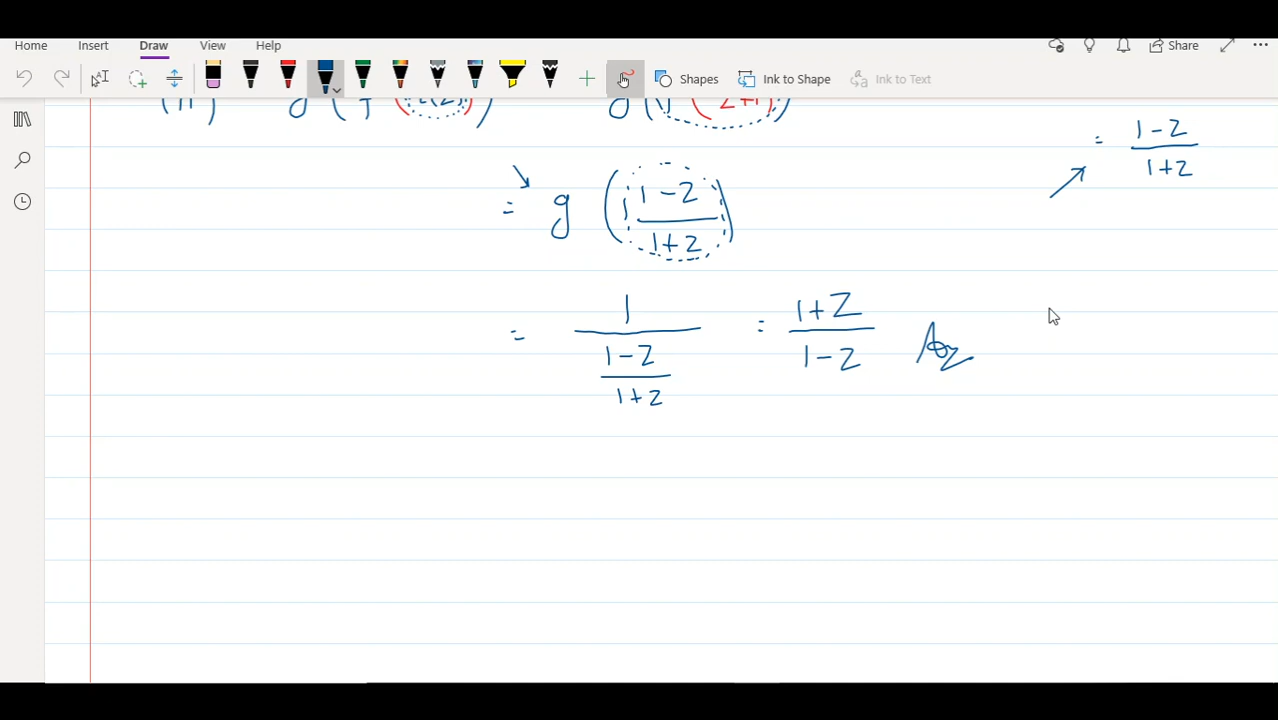 Home Insert Draw View Help Share
Shapes Ink to Shape Ink to Text
= (1-z)/(1+z)
= g ((1-z)/(1+z))
= 1/((1-z)/(1+z)) = (1+z)/(1-z)